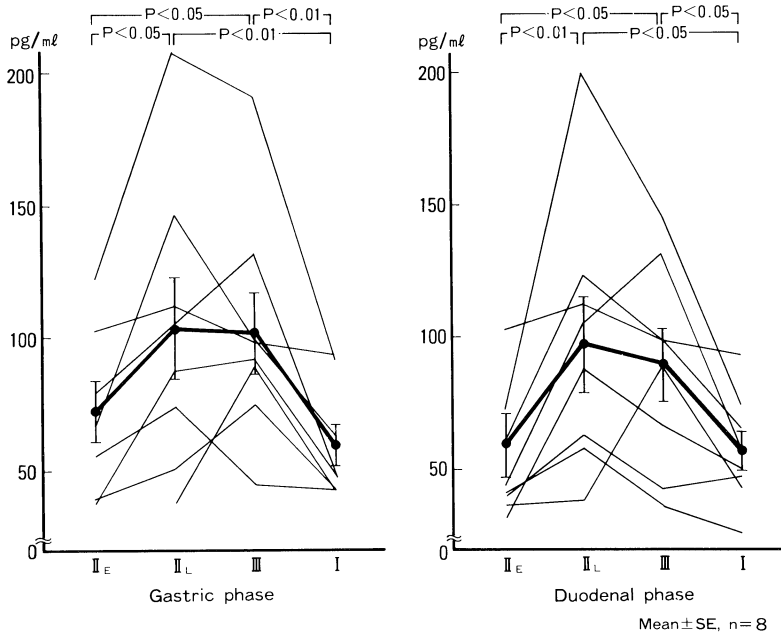 P<0.05 P<0.01
pg/mℓ P<0.05 P<0.01
200
150
100
50
0
ⅡE ⅡL Ⅲ Ⅰ
Gastric phase
P<0.05 P<0.05
pg/mℓ P<0.01 P<0.05
200
150
100
50
0
ⅡE ⅡL Ⅲ Ⅰ
Duodenal phase
Mean±SE, n=8